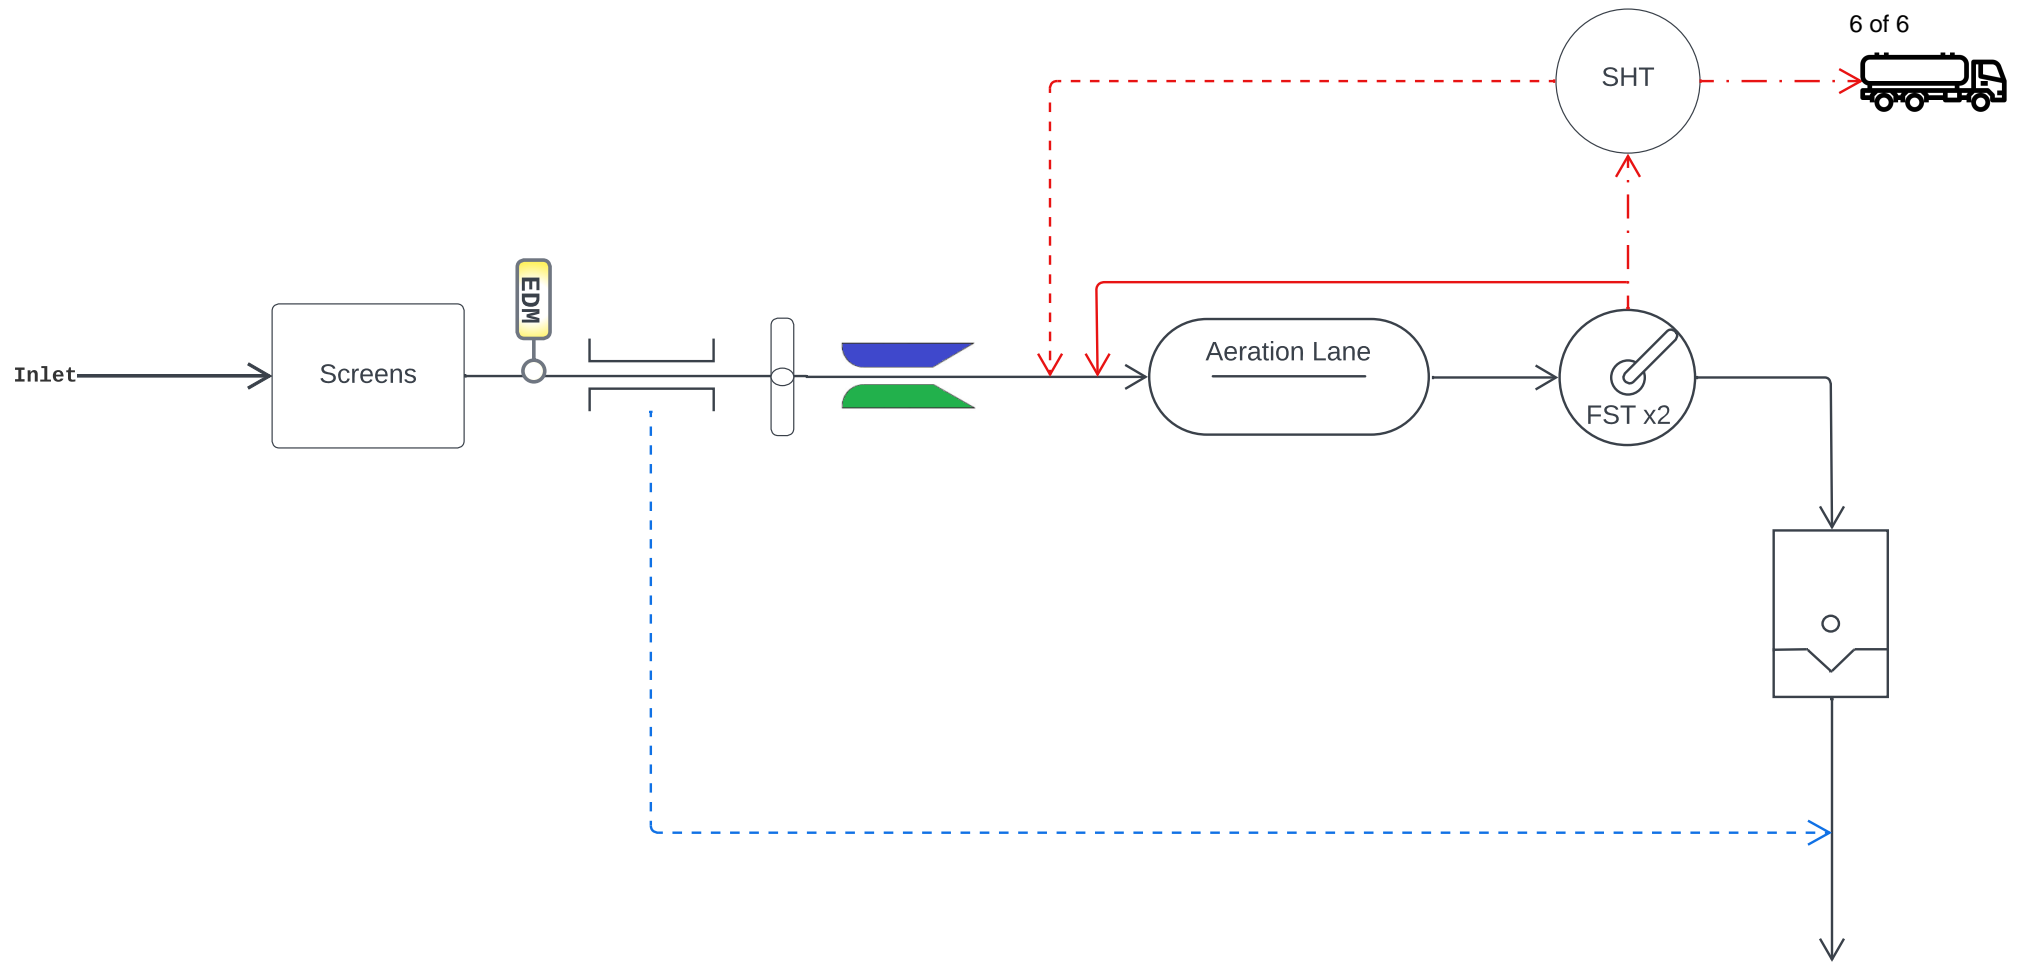 6 of 6
SHT
EDM
Inlet
Screens
Aeration Lane
FST x2